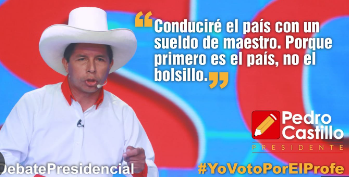 “Conduciré el país con un
sueldo de maestro. Porque
primero es el país, no el
bolsillo.”
Pedro
Castillo
PRESIDENTE
DebatePresidencial
#YoVotoPorElProfe